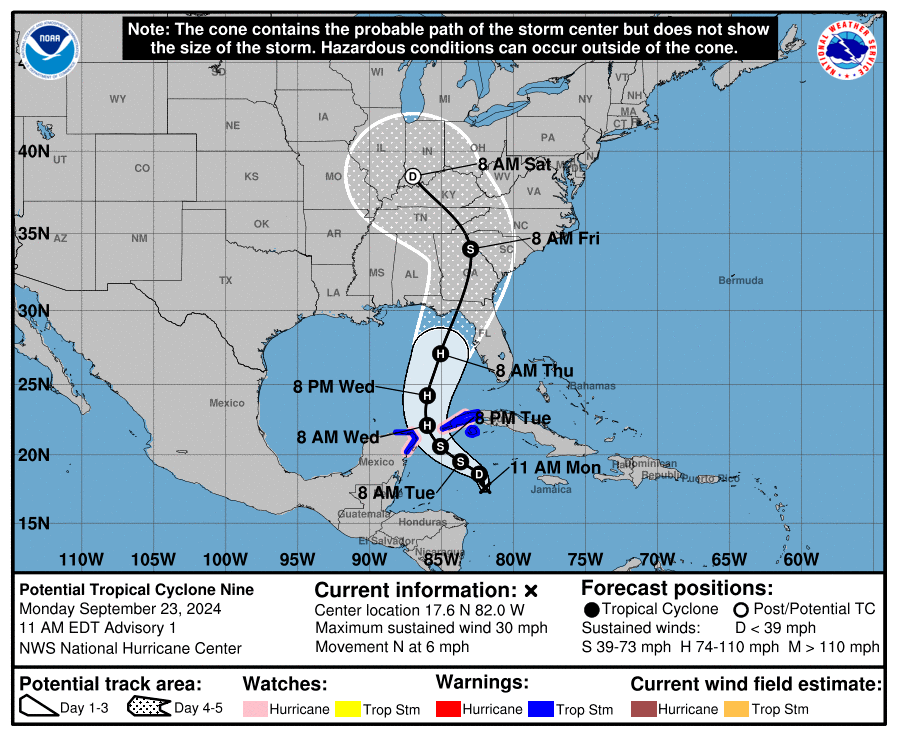 Note: The cone contains the probable path of the storm center but does not show
the size of the storm. Hazardous conditions can occur outside of the cone.
NOAA
NATIONAL WEATHER SERVICE
SD
WI
VT
NH
WY
MI
NY
MA
IA
CT
NE
40N
PA
UT
IL
IN
OH
8 AM Sat
CO
D
WV
KS
MO
KY
VA
TN
NC
35N
OK
8 AM Fri
AZ
NM
AR
S
SC
MS
AL
GA
TX
Bermuda
LA
30N
FL
H
8 AM Thu
25N
8 PM Wed
Bahamas
H
Mexico
8 PM Tue
8 AM Wed
H
S
20N
Mexico
S
11 AM Mon
Dominican
Republic
Puerto Rico
D
8 AM Tue
Jamaica
15N
Guatemala
Honduras
El Salvador
Nicaragua
110W 105W 100W 95W 90W 85W 80W 75W 70W 65W 60W
Potential Tropical Cyclone Nine
Monday September 23, 2024
11 AM EDT Advisory 1
NWS National Hurricane Center
Current information: x
Center location 17.6 N 82.0 W
Maximum sustained wind 30 mph
Movement N at 6 mph
Forecast positions:
Tropical Cyclone Post/Potential TC
Sustained winds: D < 39 mph
S 39-73 mph H 74-110 mph M > 110 mph
Potential track area:
Day 1-3 Day 4-5
Watches:
Hurricane Trop Stm
Warnings:
Hurricane Trop Stm
Current wind field estimate:
Hurricane Trop Stm